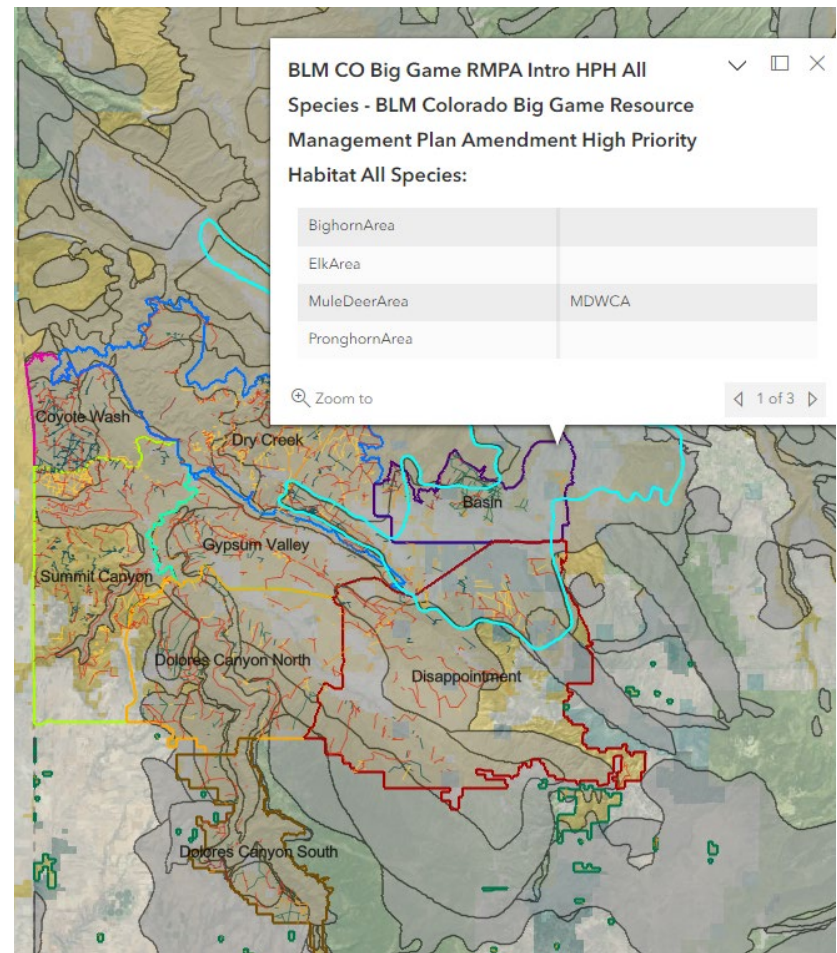 BLM CO Big Game RMPA Intro HPH All
Species - BLM Colorado Big Game Resource
Management Plan Amendment High Priority
Habitat All Species:
BighornArea
ElkArea
MuleDeerArea MDWCA
PronghornArea
Zoom to 1 of 3
Coyote Wash
Dry Creek
Basin
Gypsum Valley
Summit Canyon
Dolores Canyon North
Disappointment
Dolores Canyon South